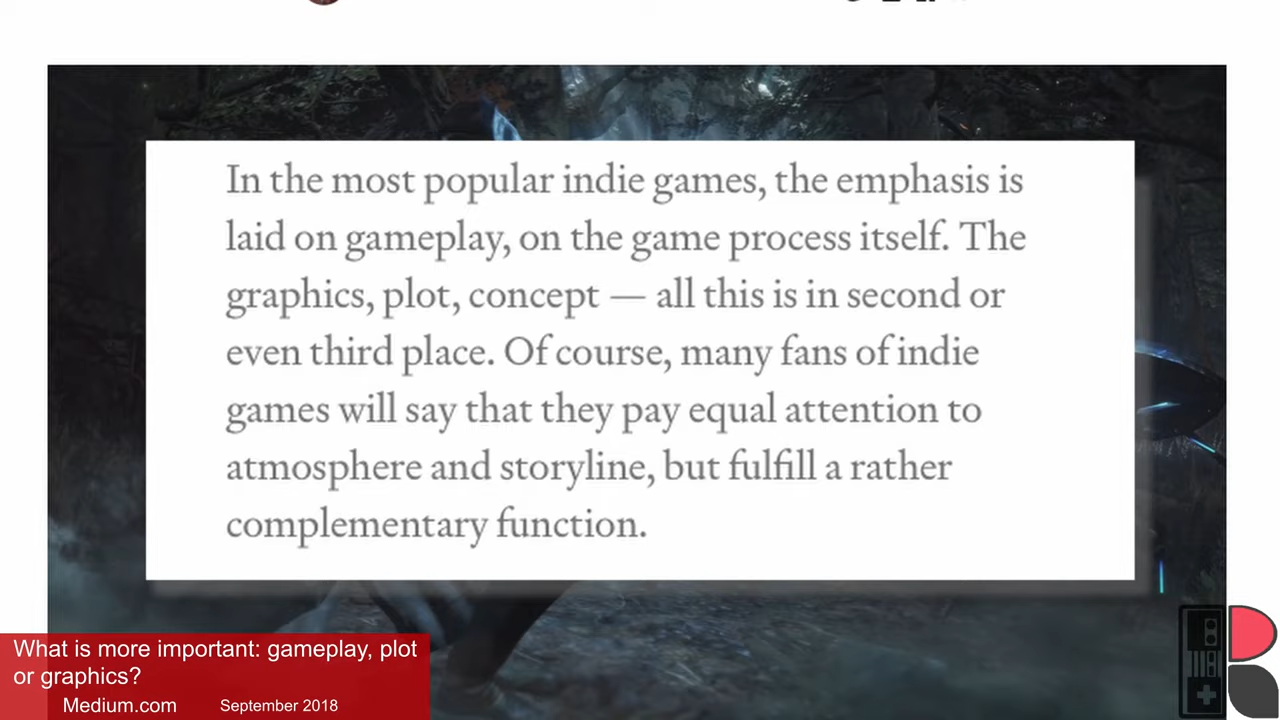 In the most popular indie games, the emphasis is
laid on gameplay, on the game process itself. The
graphics, plot, concept — all this is in second or
even third place. Of course, many fans of indie
games will say that they pay equal attention to
atmosphere and storyline, but fulfill a rather
complementary function.
What is more important: gameplay, plot
or graphics?
Medium.com September 2018